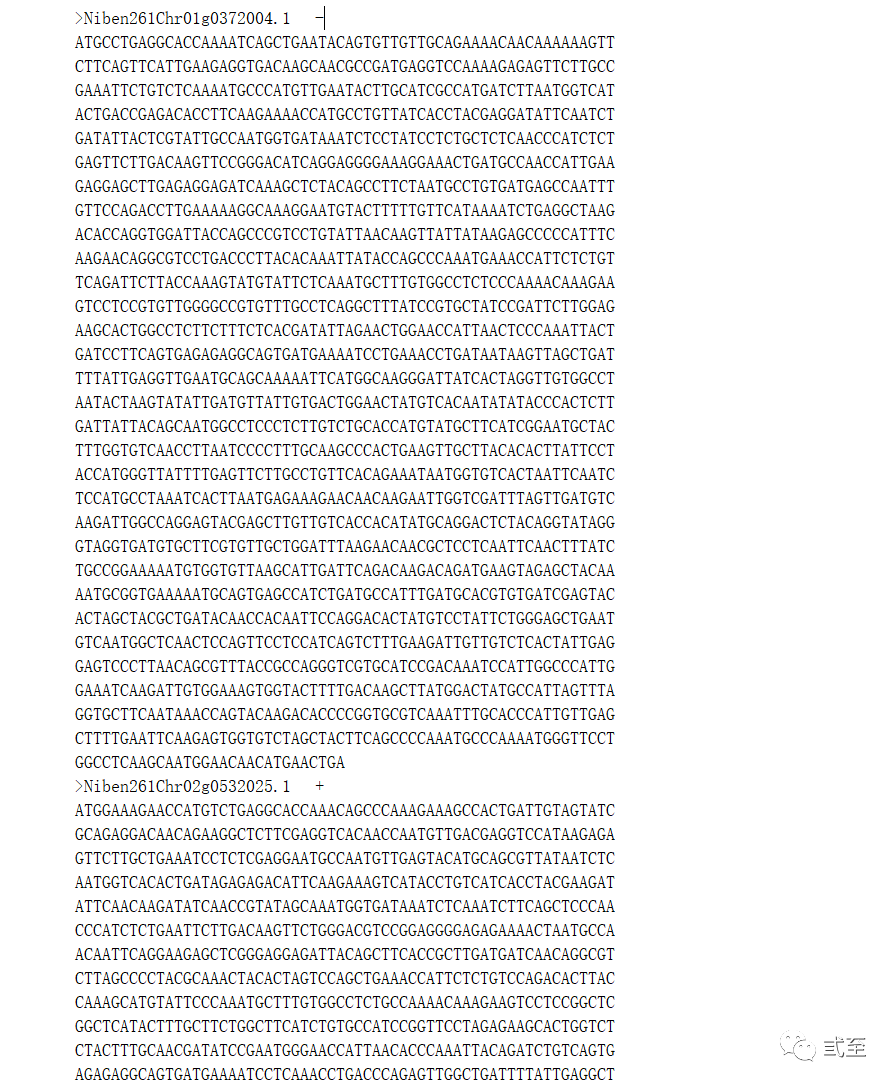 >Niben261Chr01g0372004.1  -
ATGCCTGAGGCACCAAAATCAGCTGAATACAGTGTTGTTGCAGAAAACAACAAAAAAGTT
CTTCAGTTCATTGAAGAGGTGACAAGCAACGCCGATGAGGTCCAAAAGAGAGTTCTTGCC
GAAATTCTGTCTCAAAATGCCCATGTTGAATACTTGCATCGCCATGATCTTAATGGTCAT
ACTGACCGAGACACCTTCAAGAAAACCATGCCTGTTATCACCTACGAGGATATTCAATCT
GATATTACTCGTATTGCCAATGGTGATAAATCTCCTATCCTCTGCTCTCAACCCATCTCT
GAGTTCTTGACAAGTTCCGGGACATCAGGAGGGGAAAGGAAACTGATGCCAACCATTGAA
GAGGAGCTTGAGAGGAGATCAAAGCTCTACAGCCTTCTAATGCCTGTGATGAGCCAATTT
GTTCCAGACCTTGAAAAAGGCAAAGGAATGTACTTTTTGTTCATAAAATCTGAGGCTAAG
ACACCAGGTGGATTACCAGCCCGTCCTGTATTAACAAGTTATTATAAGAGCCCCCATTTC
AAGAACAGGCGTCCTGACCCTTACACAAATTATACCAGCCCAAATGAAACCATTCTCTGT
TCAGATTCTTACCAAAGTATGTATTCTCAAATGCTTTGTGGCCTCTCCCAAAACAAAGAA
GTCCTCCGTGTTGGGGCCGTGTTTGCCTCAGGCTTTATCCGTGCTATCCGATTCTTGGAG
AAGCACTGGCCTCTTCTTTCTCACGATATTAGAACTGGAACCATTAACTCCCAAATTACT
GATCCTTCAGTGAGAGAGGCAGTGATGAAAATCCTGAAACCTGATAATAAGTTAGCTGAT
TTTATTGAGGTTGAATGCAGCAAAAATTCATGGCAAGGGATTATCACTAGGTTGTGGCCT
AATACTAAGTATATTGATGTTATTGTGACTGGAACTATGTCACAATATATACCCACTCTT
GATTATTACAGCAATGGCCTCCCTCTTGTCTGCACCATGTATGCTTCATCGGAATGCTAC
TTTGGTGTCAACCTTAATCCCCTTTGCAAGCCCACTGAAGTTGCTTACACACTTATTCCT
ACCATGGGTTATTTTGAGTTCTTGCCTGTTCACAGAAATAATGGTGTCACTAATTCAATC
TCCATGCCTAAATCACTTAATGAGAAAGAACAACAAGAATTGGTCGATTTAGTTGATGTC
AAGATTGGCCAGGAGTACGAGCTTGTTGTCACCACATATGCAGGACTCTACAGGTATAGG
GTAGGTGATGTGCTTCGTGTTGCTGGATTTAAGAACAACGCTCCTCAATTCAACTTTATC
TGCCGGAAAAATGTGGTGTTAAGCATTGATTCAGACAAGACAGATGAAGTAGAGCTACAA
AATGCGGTGAAAAATGCAGTGAGCCATCTGATGCCATTTGATGCACGTGTGATCGAGTAC
ACTAGCTACGCTGATACAACCACAATTCCAGGACACTATGTCCTATTCTGGGAGCTGAAT
GTCAATGGCTCAACTCCAGTTCCTCCATCAGTCTTTGAAGATTGTTGTCTCACTATTGAG
GAGTCCCTTAACAGCGTTTACCGCCAGGGTCGTGCATCCGACAAATCCATTGGCCCATTG
GAAATCAAGATTGTGGAAAGTGGTACTTTTGACAAGCTTATGGACTATGCCATTAGTTTA
GGTGCTTCAATAAACCAGTACAAGACACCCCGGTGCGTCAAATTTGCACCCATTGTTGAG
CTTTTGAATTCAAGAGTGGTGTCTAGCTACTTCAGCCCCAAATGCCCAAAATGGGTTCCT
GGCCTCAAGCAATGGAACAACATGAACTGA
>Niben261Chr02g0532025.1  +
ATGGAAAGAACCATGTCTGAGGCACCAAACAGCCCAAAGAAAGCCACTGATTGTAGTATC
GCAGAGGACAACAGAAGGCTCTTCGAGGTCACAACCAATGTTGACGAGGTCCATAAGAGA
GTTCTTGCTGAAATCCTCTCGAGGAATGCCAATGTTGAGTACATGCAGCGTTATAATCTC
AATGGTCACACTGATAGAGAGACATTCAAGAAAGTCATACCTGTCATCACCTACGAAGAT
ATTCAACAAGATATCAACCGTATAGCAAATGGTGATAAATCTCAAATCTTCAGCTCCCAA
CCCATCTCTGAATTCTTGACAAGTTCTGGGACGTCCGGAGGGGAGAGAAAACTAATGCCA
ACAATTCAGGAAGAGCTCGGGAGGAGATTACAGCTTCACCGCTTGATGATCAACAGGCGT
CTTAGCCCCTACGCAAACTACACTAGTCCAGCTGAAACCATTCTCTGTCCAGACACTTAC
CAAAGCATGTATTCCCAAATGCTTTGTGGCCTCTGCCAAAACAAAGAAGTCCTCCGGCTC
GGCTCATACTTTGCTTCTGGCTTCATCTGTGCCATCCGGTTCCTAGAGAAGCACTGGTCT
CTACTTTGCAACGATATCCGAATGGGAACCATTAACACCCAAATTACAGATCTGTCAGTG
AGAGAGGCAGTGATGAAAATCCTCAAACCTGACCCAGAGTTGGCTGATTTTATTGAGGCT
贰至